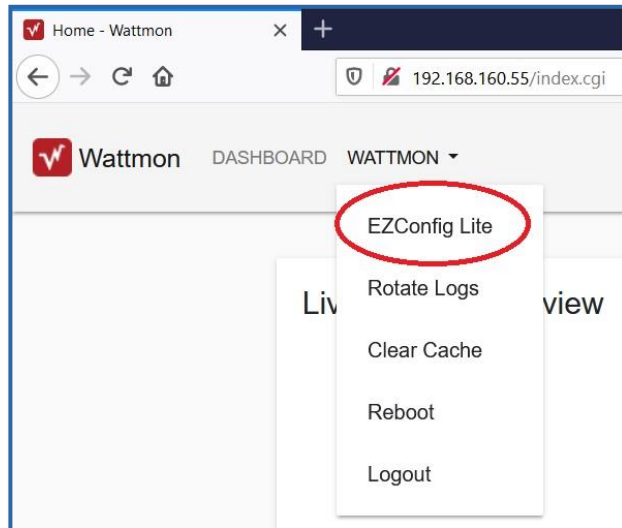 Home - Wattmon
192.168.160.55/index.cgi
Wattmon DASHBOARD WATTMON
EZConfig Lite
Rotate Logs
Clear Cache
Reboot
Logout
Liv view